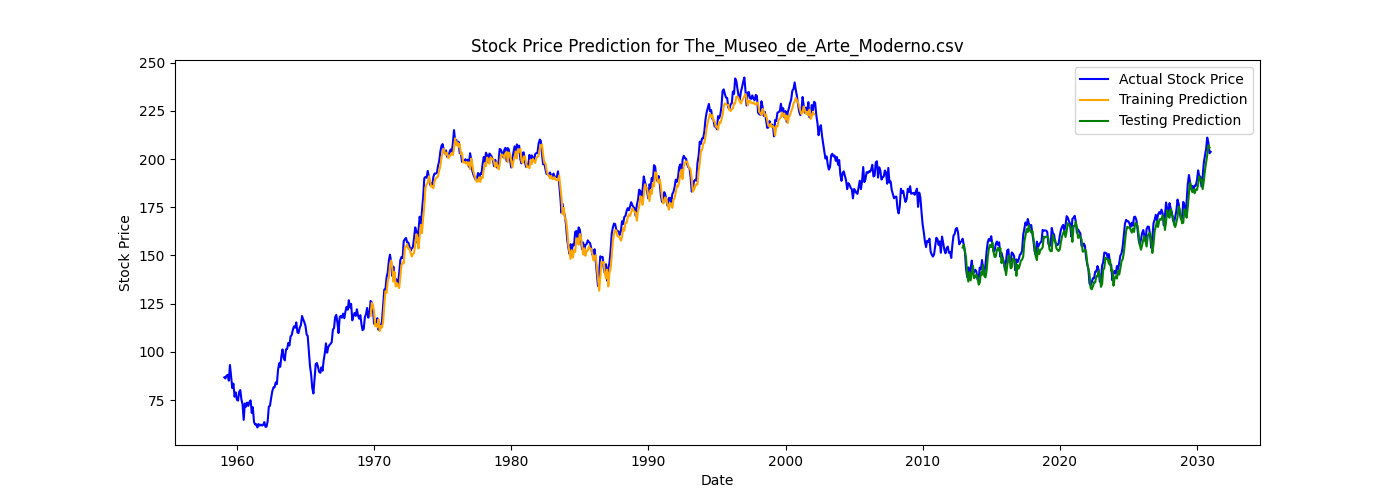 Stock Price Prediction for The_Museo_de_Arte_Moderno.csv
250
225
200
175
150
125
100
75
Stock Price
Actual Stock Price
Training Prediction
Testing Prediction
1960 1970 1980 1990 2000 2010 2020 2030
Date